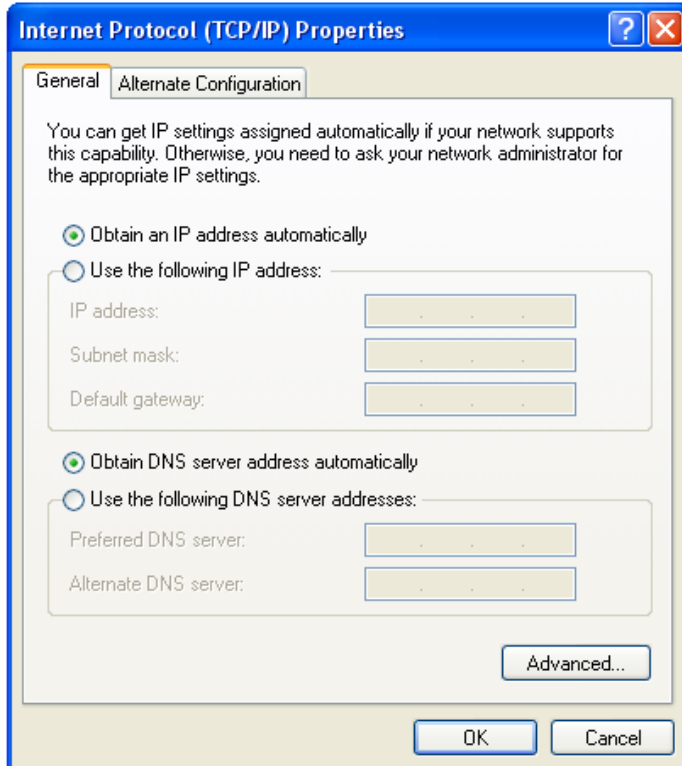 Internet Protocol (TCP/IP) Properties
General Alternate Configuration
You can get IP settings assigned automatically if your network supports
this capability. Otherwise, you need to ask your network administrator for
the appropriate IP settings.
Obtain an IP address automatically
Use the following IP address:
IP address:
Subnet mask:
Default gateway:
Obtain DNS server address automatically
Use the following DNS server addresses:
Preferred DNS server:
Alternate DNS server:
Advanced...
OK Cancel